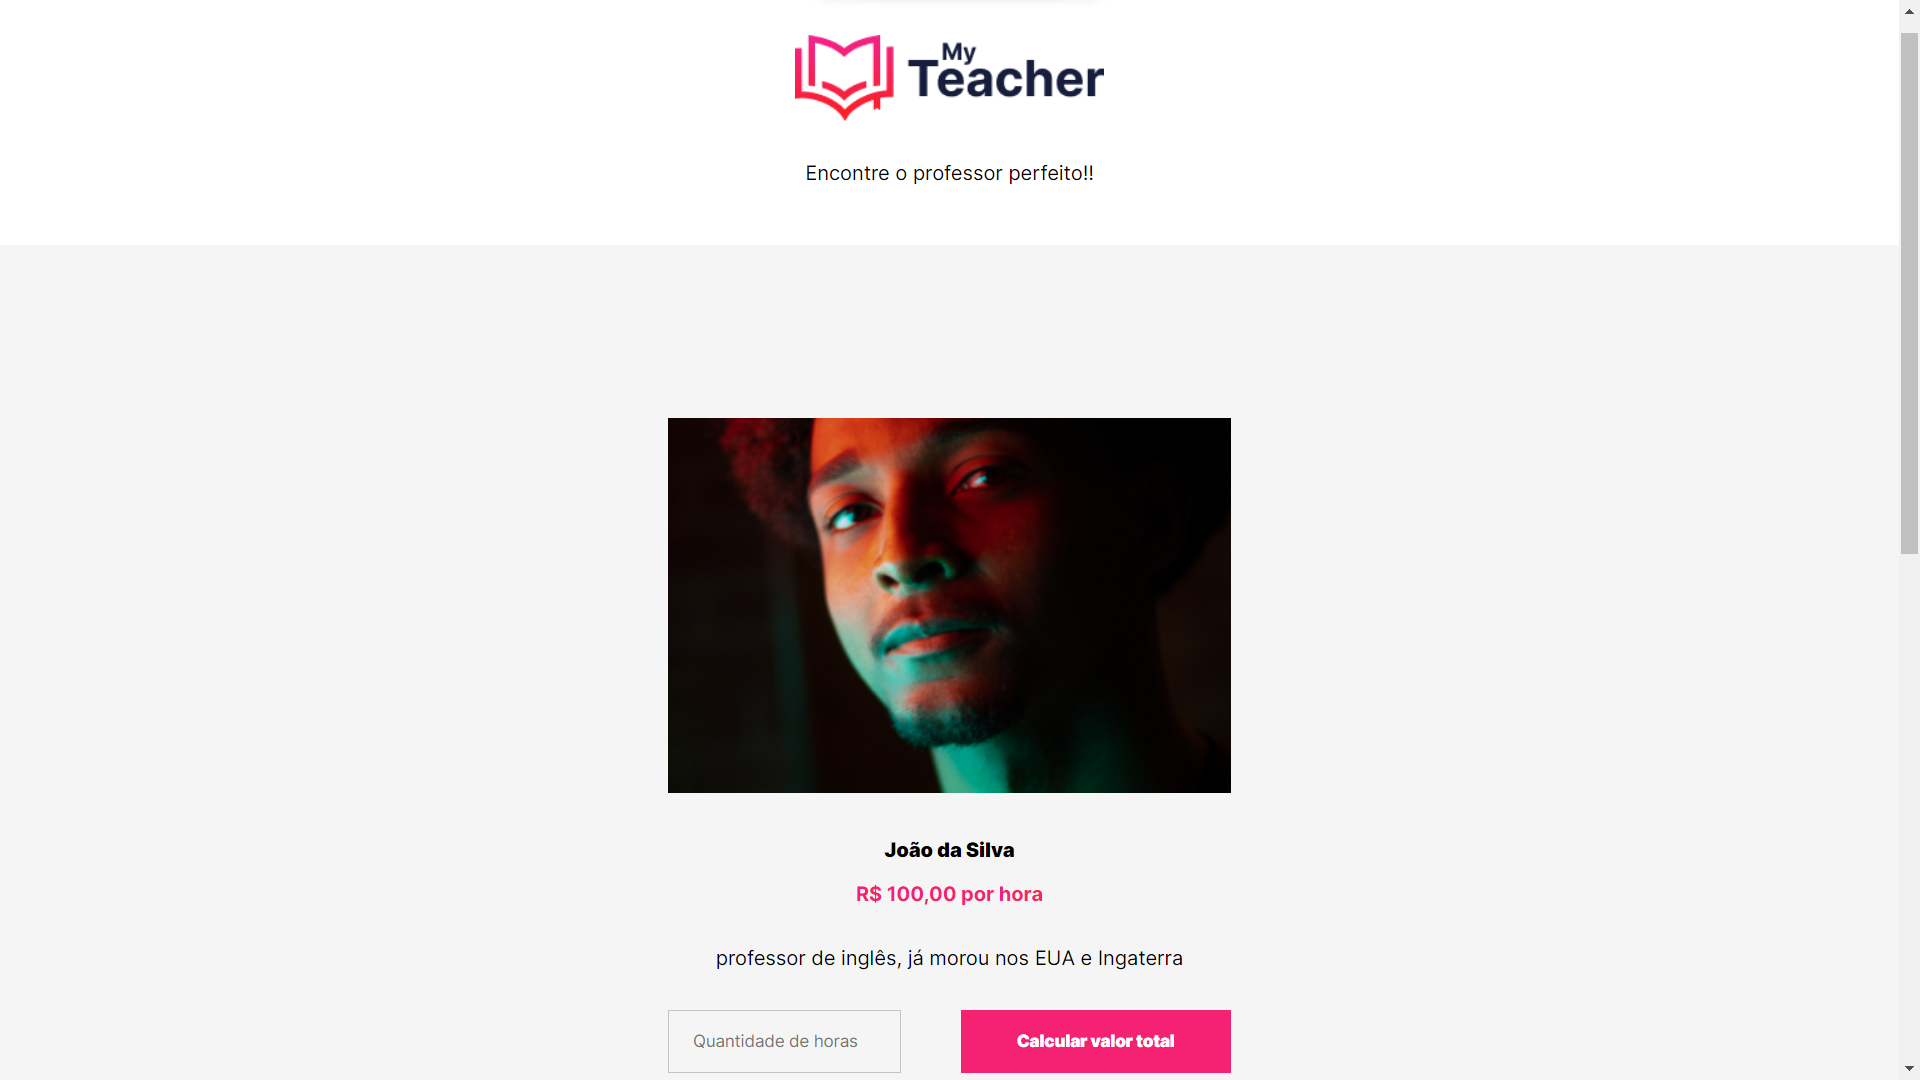 My
Teacher
Encontre o professor perfeito!!
João da Silva
R$ 100,00 por hora
professor de inglês, já morou nos EUA e Ingaterra
Quantidade de horas
Calcular valor total